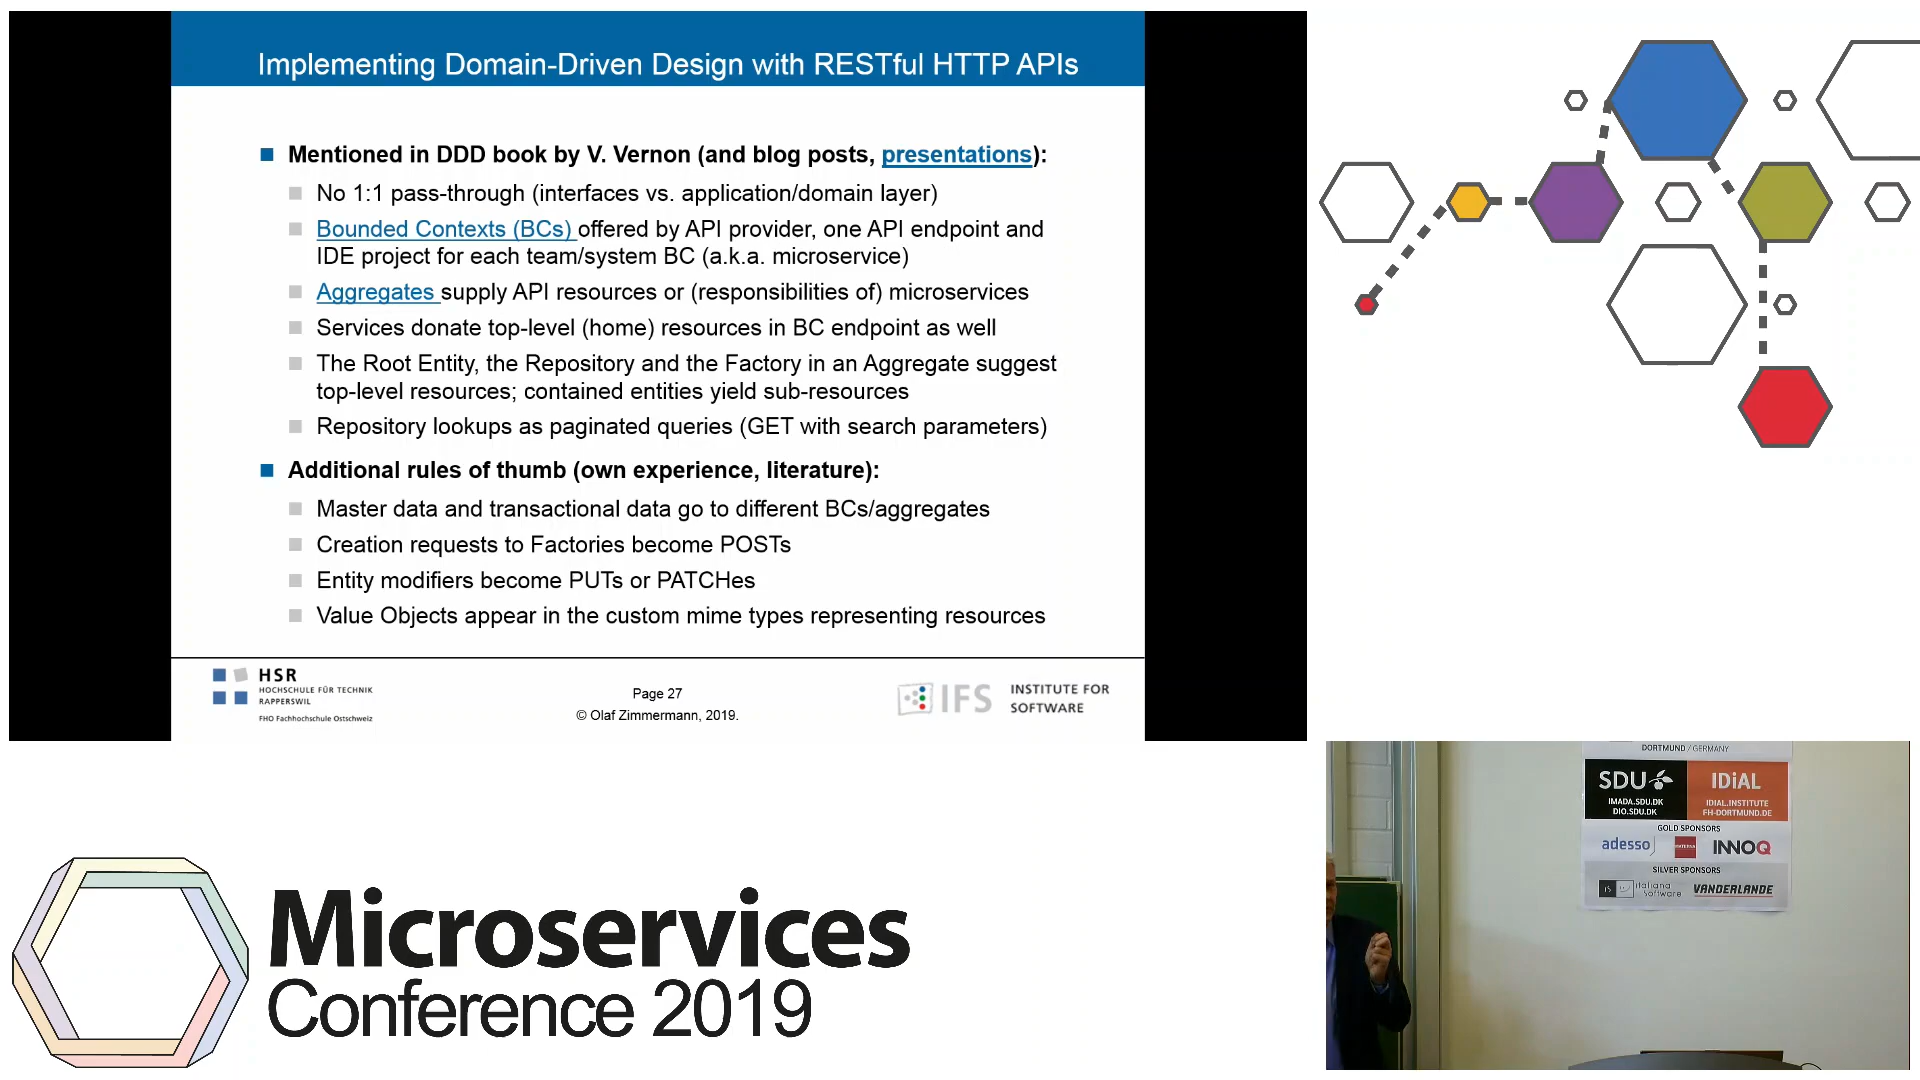 Implementing Domain-Driven Design with RESTful HTTP APIs
Mentioned in DDD book by V. Vernon (and blog posts, presentations):
No 1:1 pass-through (interfaces vs. application/domain layer)
Bounded Contexts (BCs) offered by API provider, one API endpoint and
IDE project for each team/system BC (a.k.a. microservice)
Aggregates supply API resources or (responsibilities of) microservices
Services donate top-level (home) resources in BC endpoint as well
The Root Entity, the Repository and the Factory in an Aggregate suggest
top-level resources; contained entities yield sub-resources
Repository lookups as paginated queries (GET with search parameters)
Additional rules of thumb (own experience, literature):
Master data and transactional data go to different BCs/aggregates
Creation requests to Factories become POSTs
Entity modifiers become PUTs or PATCHes
Value Objects appear in the custom mime types representing resources
HSR
HOCHSCHULE FÜR TECHNIK
RAPPERSWIL
FHO Fachhochschule Ostschweiz
Page 27
© Olaf Zimmermann, 2019.
IFS
INSTITUTE FOR
SOFTWARE
Microservices
Conference 2019
DORTMUND / GERMANY
SDU
IMADA.SDU.DK
DIO.SDU.DK
IDiAL
IDIAL.INSTITUTE
FH-DORTMUND.DE
GOLD SPONSORS
adesso
INNOQ
SILVER SPONSORS
italiana
Software
VANDERLANDE